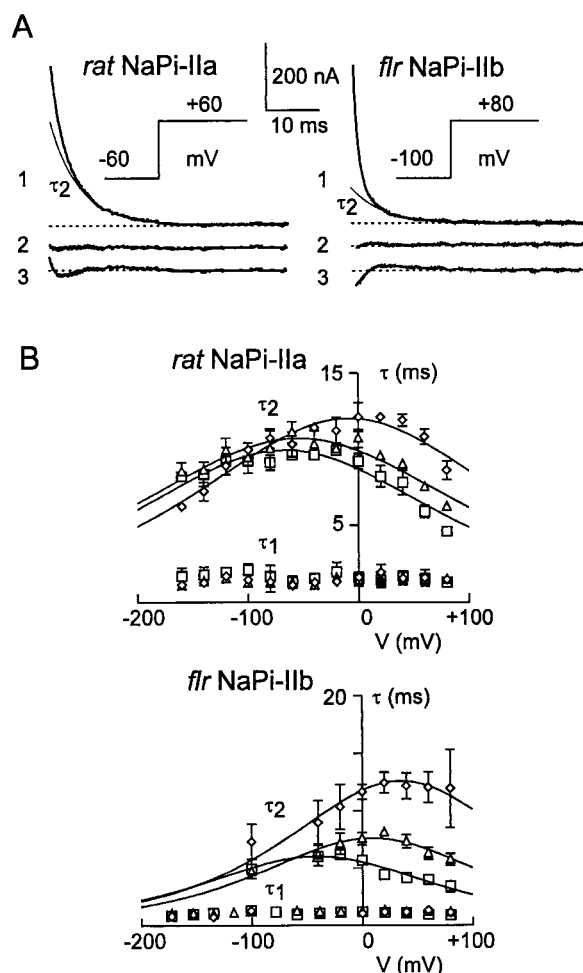 A
rat NaPi-IIa
200 nA
10 ms
flr NaPi-IIb
+60
-60
mV
+80
-100
mV
1
τ2
2
3
1
τ2
2
3
B
rat NaPi-IIa
15
τ (ms)
τ2
5
τ1
-200
-100
0
+100
V (mV)
flr NaPi-IIb
20
τ (ms)
τ2
τ1
-200
-100
0
+100
V (mV)